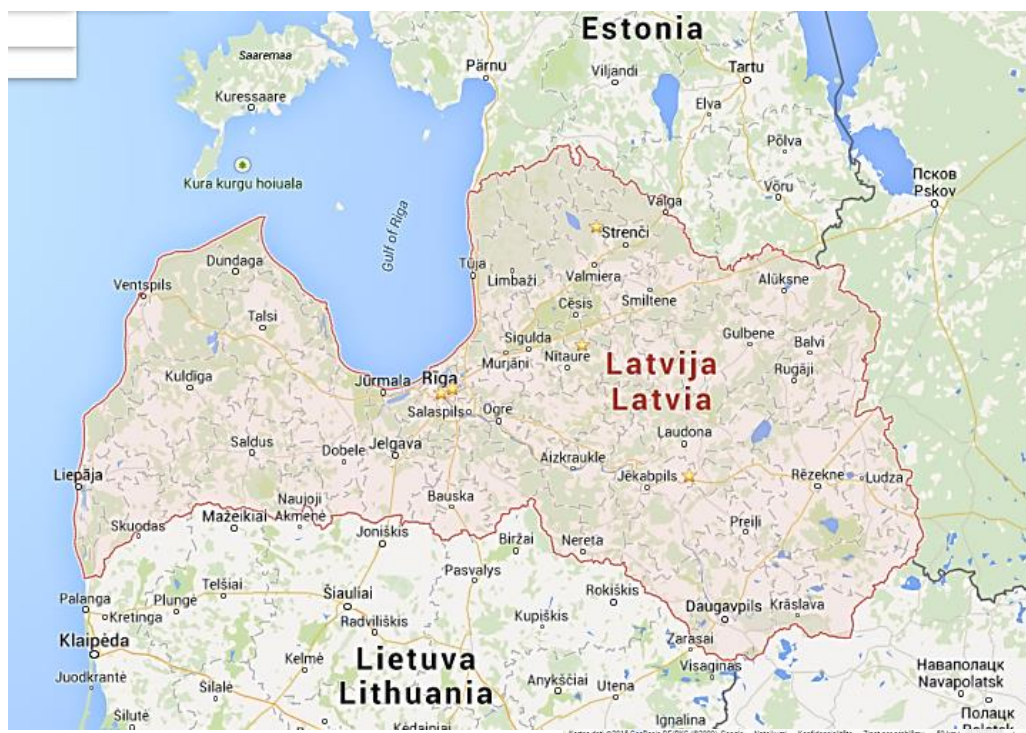 Estonia
Saaremaa
Pärnu
Viljandi
Tartu
Kuressaare
Elva
Põlva
Kura kurgu hoiuala
Võru
Псков
Pskov
Valga
Gulf of Riga
Strenči
Dundaga
Tūja
Limbaži
Valmiera
Alūksne
Ventspils
Smiltene
Cēsis
Talsi
Sigulda
Gulbene
Balvi
Murjāni
Nītaure
Latvija
Latvia
Rugāji
Kuldīga
Jūrmala
Rīga
Salaspils
Ogre
Saldus
Dobele
Jelgava
Ļaudona
Aizkraukle
Liepāja
Jēkabpils
Rēzekne
Ludza
Bauska
Skuodas
Mažeikiai
Naujoji
Akmenė
Joniškis
Biržai
Nereta
Preiļi
Pasvalys
Palanga
Plungė
Telšiai
Šiauliai
Rokiškis
Daugavpils
Krāslava
Kretinga
Radviliškis
Kupiškis
Klaipėda
Zarasai
Kelmė
Lietuva
Lithuania
Visaginas
Наваполацк
Navapolatsk
Juodkrantė
Šilalė
Anykščiai
Utena
Полацк
Šilutė
Ignalina